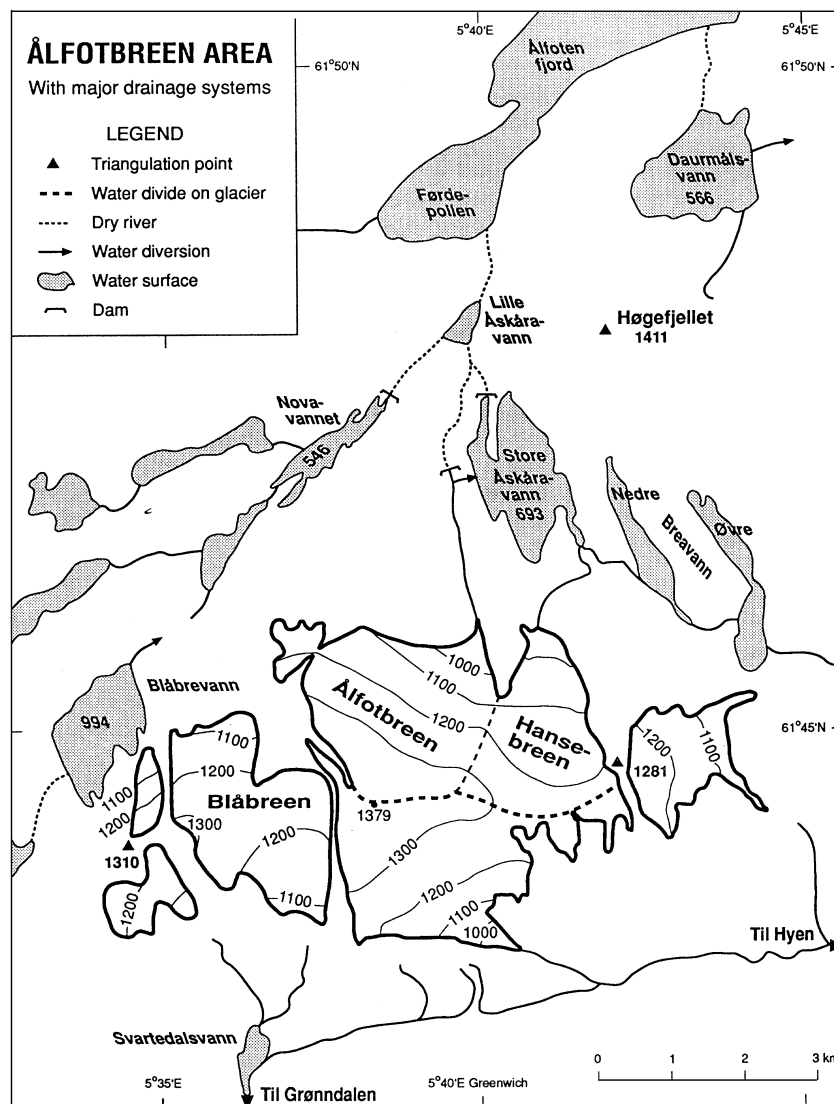 ÅLFOTBREEN AREA
With major drainage systems
LEGEND
Triangulation point
Water divide on glacier
Dry river
Water diversion
Water surface
Dam
5°40'E
5°45'E
61°50'N
61°50'N
Ålfoten
fjord
Daurmåls-
vann
566
Førde-
pollen
Lille
Åskåra-
vann
Høgefjellet
1411
Nova-
vannet
546
Store
Åskåra-
vann
693
Nedre
Breavann
Øvre
Blåbrevann
994
1000
1100
1200
Ålfotbreen
Hanse-
breen
61°45'N
1100
1200
Blåbreen
1300
1200
1100
1100
1200
1310
1200
1379
1300
1200
1100
1000
1281
1200
1100
Til Hyen
Svartedalsvann
Til Grønndalen
5°35'E
5°40'E Greenwich
0
1
2
3 km